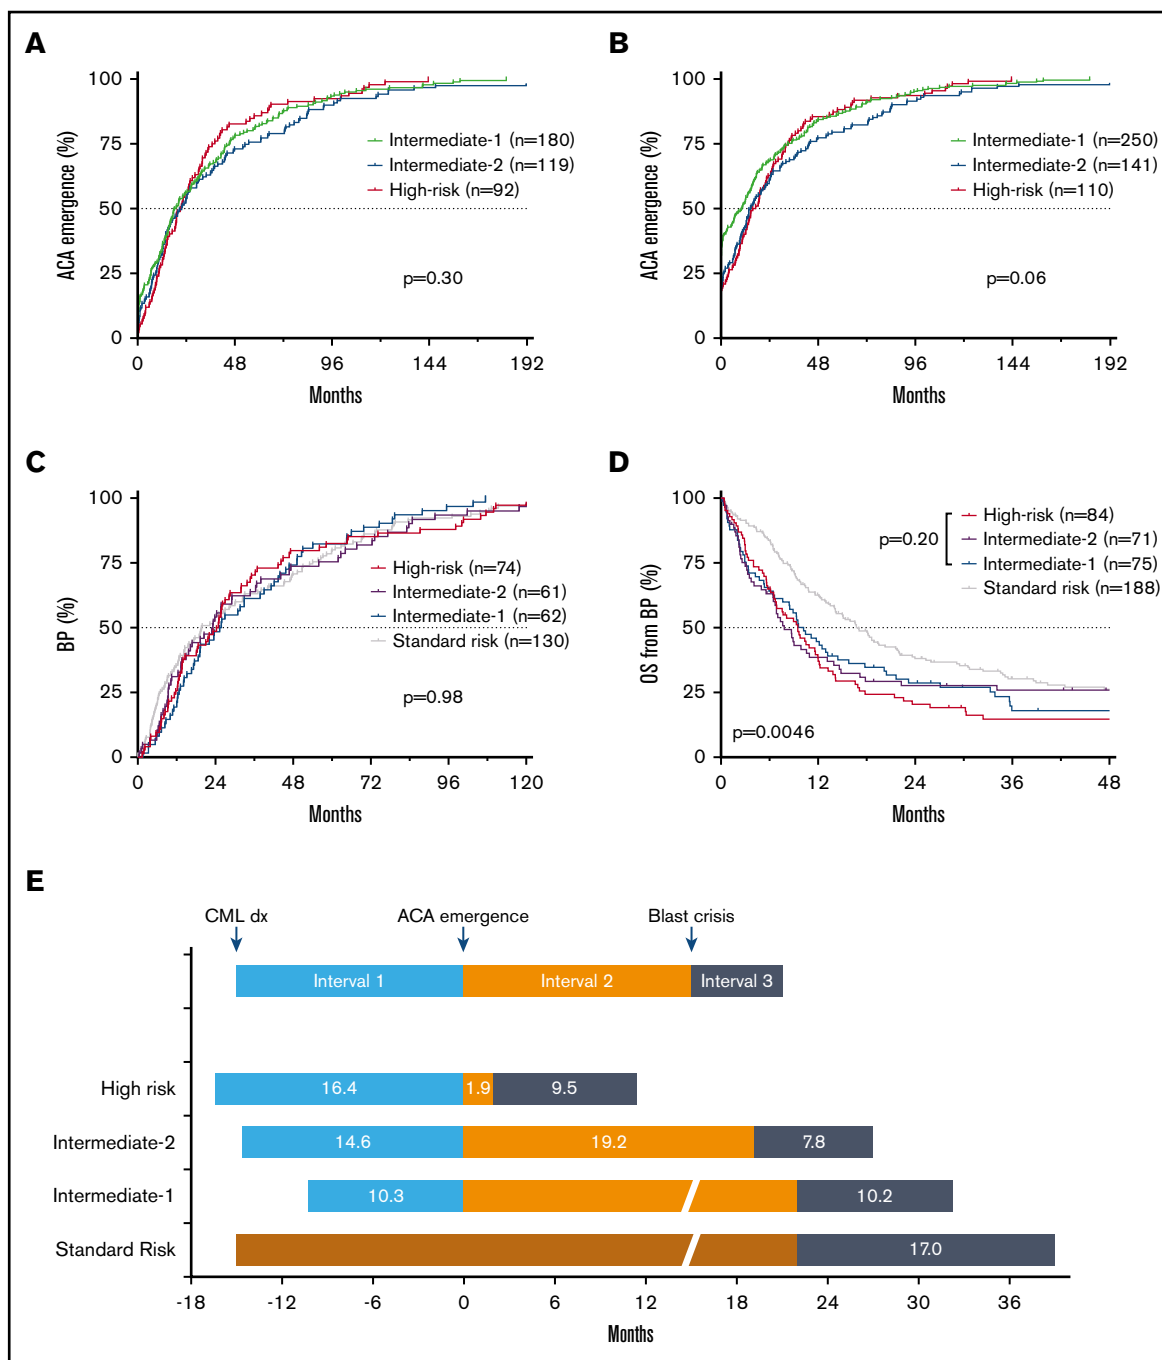 A
ACA emergence (%)
100
75
50
25
0
Intermediate-1 (n=180)
Intermediate-2 (n=119)
High-risk (n=92)
p=0.30
0 48 96 144 192
Months
B
ACA emergence (%)
100
75
50
25
0
Intermediate-1 (n=250)
Intermediate-2 (n=141)
High-risk (n=110)
p=0.06
0 48 96 144 192
Months
C
BP (%)
100
75
50
25
0
High-risk (n=74)
Intermediate-2 (n=61)
Intermediate-1 (n=62)
Standard risk (n=130)
p=0.98
0 24 48 72 96 120
Months
D
OS from BP (%)
100
75
50
25
0
p=0.20
High-risk (n=84)
Intermediate-2 (n=71)
Intermediate-1 (n=75)
Standard risk (n=188)
p=0.0046
0 12 24 36 48
Months
E
CML dx ACA emergence Blast crisis
Interval 1 Interval 2 Interval 3
High risk 16.4 1.9 9.5
Intermediate-2 14.6 19.2 7.8
Intermediate-1 10.3 10.2
Standard Risk 17.0
-18 -12 -6 0 6 12 18 24 30 36
Months